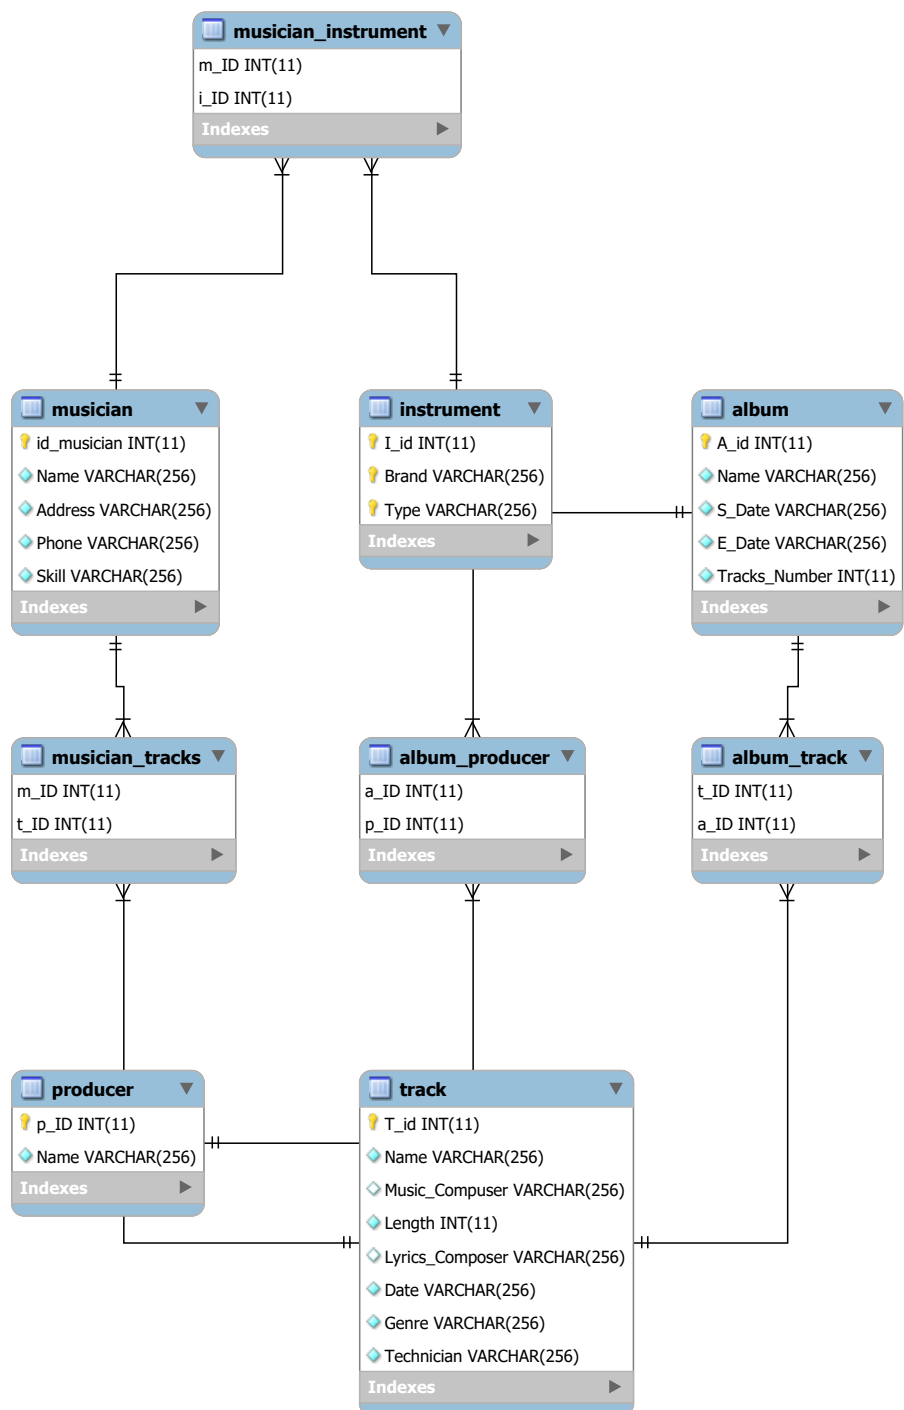 musician_instrument
m_ID INT(11)
i_ID INT(11)
Indexes
musician
id_musician INT(11)
Name VARCHAR(256)
Address VARCHAR(256)
Phone VARCHAR(256)
Skill VARCHAR(256)
Indexes
instrument
I_id INT(11)
Brand VARCHAR(256)
Type VARCHAR(256)
Indexes
album
A_id INT(11)
Name VARCHAR(256)
S_Date VARCHAR(256)
E_Date VARCHAR(256)
Tracks_Number INT(11)
Indexes
musician_tracks
m_ID INT(11)
t_ID INT(11)
Indexes
album_producer
a_ID INT(11)
p_ID INT(11)
Indexes
album_track
t_ID INT(11)
a_ID INT(11)
Indexes
producer
p_ID INT(11)
Name VARCHAR(256)
Indexes
track
T_id INT(11)
Name VARCHAR(256)
Music_Compuser VARCHAR(256)
Length INT(11)
Lyrics_Composer VARCHAR(256)
Date VARCHAR(256)
Genre VARCHAR(256)
Technician VARCHAR(256)
Indexes